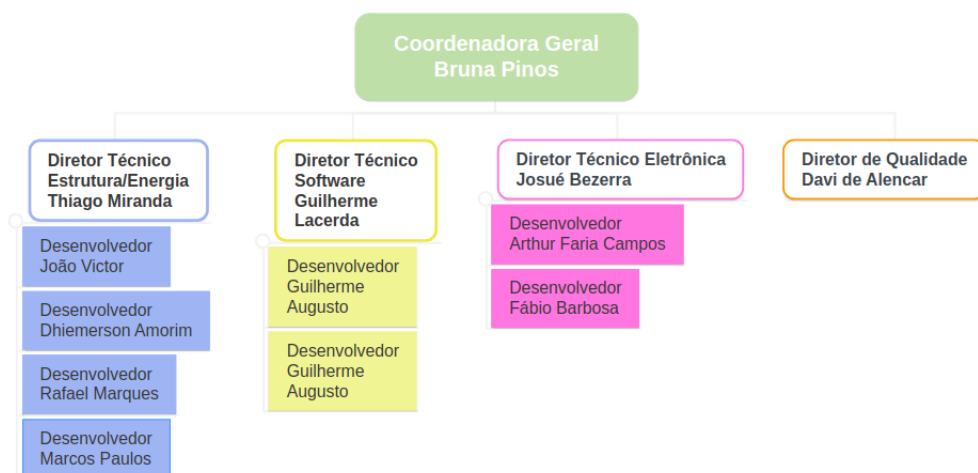 Coordenadora Geral
Bruna Pinos
Diretor Técnico
Estrutura/Energia
Thiago Miranda
Desenvolvedor
João Victor
Desenvolvedor
Dhiemerson Amorim
Desenvolvedor
Rafael Marques
Desenvolvedor
Marcos Paulos
Diretor Técnico
Software
Guilherme
Lacerda
Desenvolvedor
Guilherme
Augusto
Desenvolvedor
Guilherme
Augusto
Diretor Técnico Eletrônica
Josué Bezerra
Desenvolvedor
Arthur Faria Campos
Desenvolvedor
Fábio Barbosa
Diretor de Qualidade
Davi de Alencar